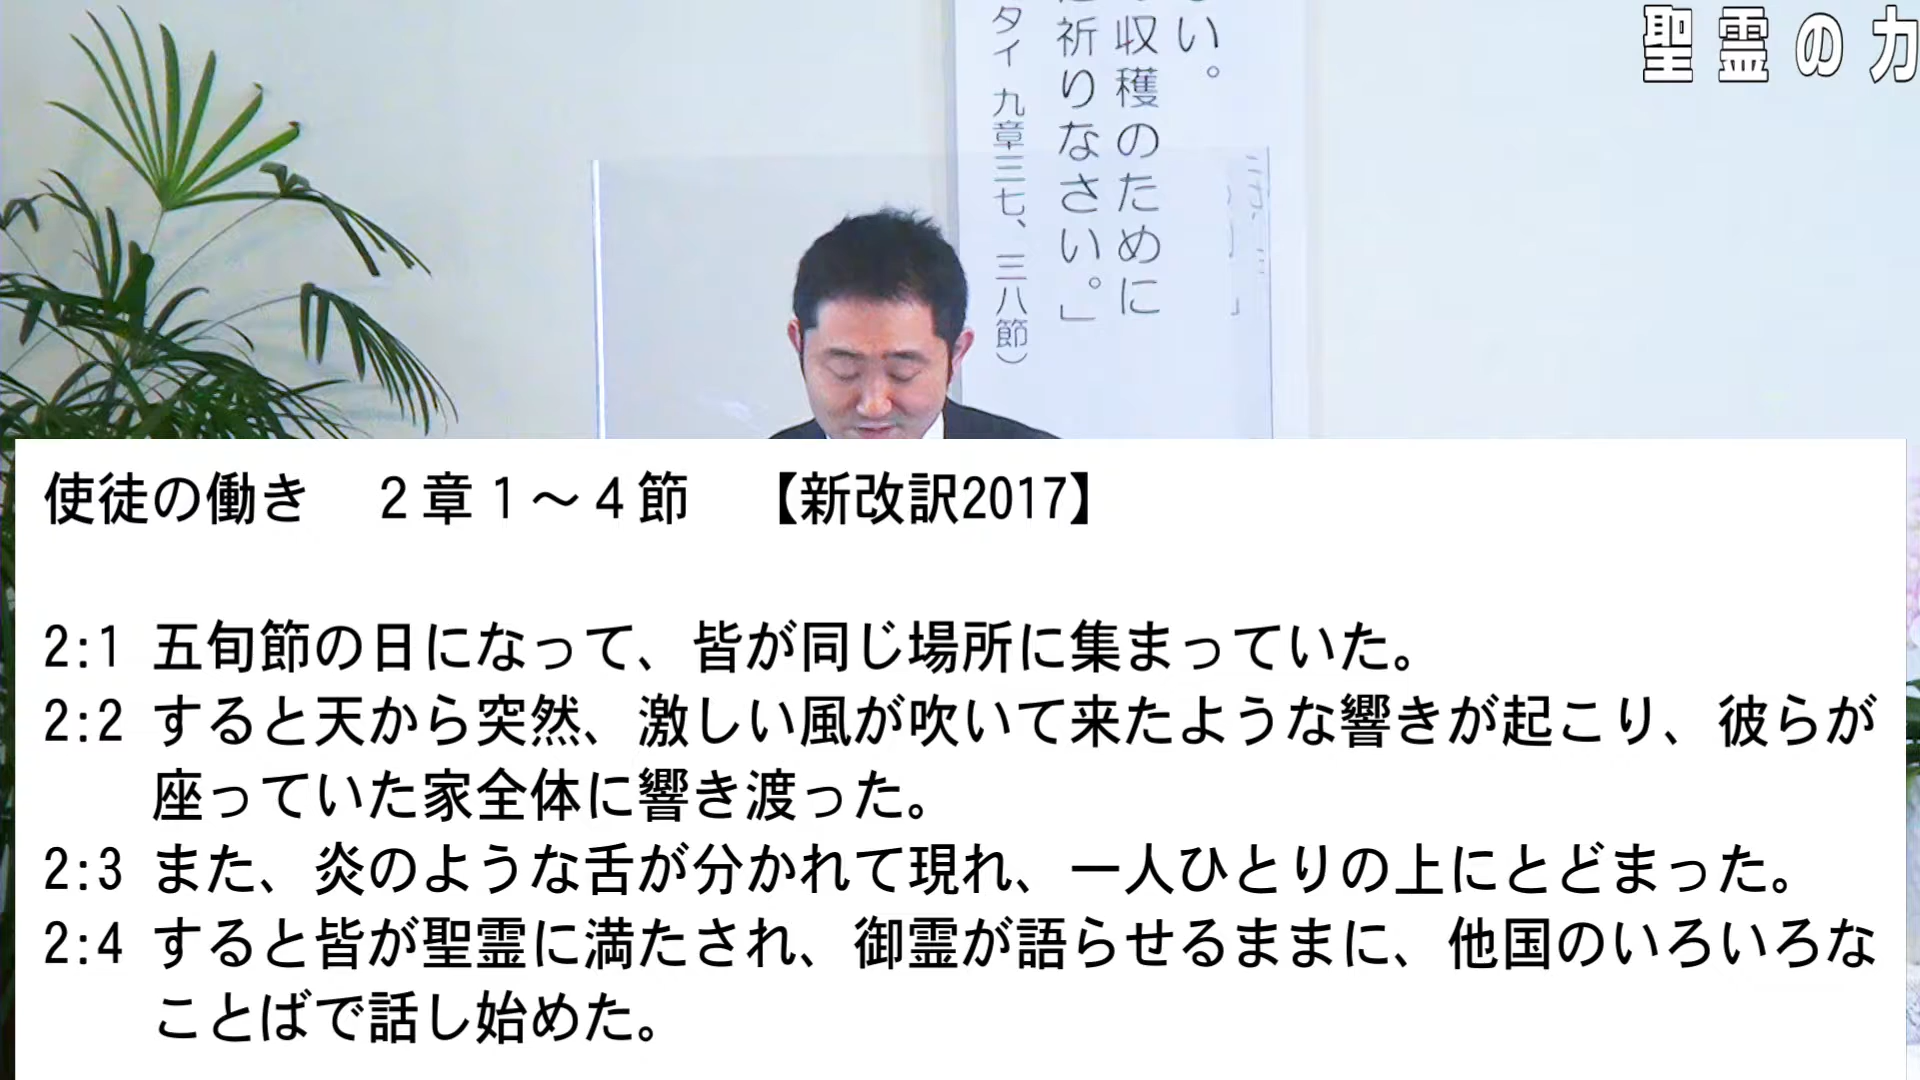 聖霊の力
い。
収穫のために
祈りなさい。」
タイ 九章三七、三八節）
使徒の働き　２章１～４節　【新改訳2017】
2:1 五旬節の日になって、皆が同じ場所に集まっていた。
2:2 すると天から突然、激しい風が吹いて来たような響きが起こり、彼らが
座っていた家全体に響き渡った。
2:3 また、炎のような舌が分かれて現れ、一人ひとりの上にとどまった。
2:4 すると皆が聖霊に満たされ、御霊が語らせるままに、他国のいろいろな
ことばで話し始めた。